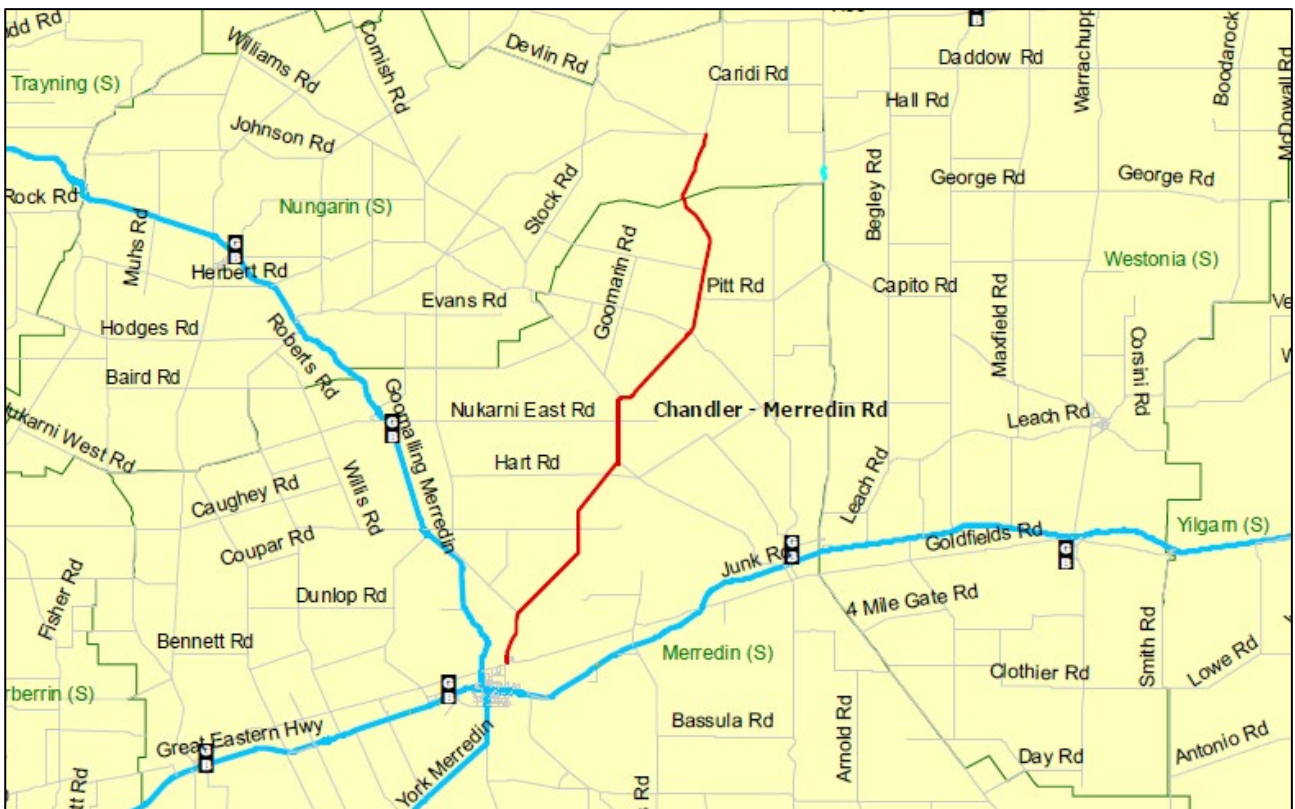 Williams Rd
Cornish Rd
Devlin Rd
Caridi Rd
Daddow Rd
Trayning (S)
Hall Rd
Johnson Rd
McDowall Rd
Begley Rd
Rock Rd
Muhs Rd
Nungarin (S)
Stock Rd
George Rd
George Rd
Herbert Rd
Goomarin Rd
Westonia (S)
Evans Rd
Pitt Rd
Capito Rd
Hodges Rd
Roberts Rd
Maxfield Rd
Corsini Rd
Baird Rd
Goomalling Merredin
Nukarni East Rd
Chandler - Merredin Rd
Leach Rd
Nukarni West Rd
Hart Rd
Caughey Rd
Willis Rd
Leach Rd
Coupar Rd
Goldfields Rd
Yilgarn (S)
Junk Rd
Fisher Rd
Dunlop Rd
4 Mile Gate Rd
Bennett Rd
Merredin (S)
Clothier Rd
Smith Rd
Lowe Rd
Great Eastern Hwy
York Merredin
Bassula Rd
Arnold Rd
Day Rd
Antonio Rd